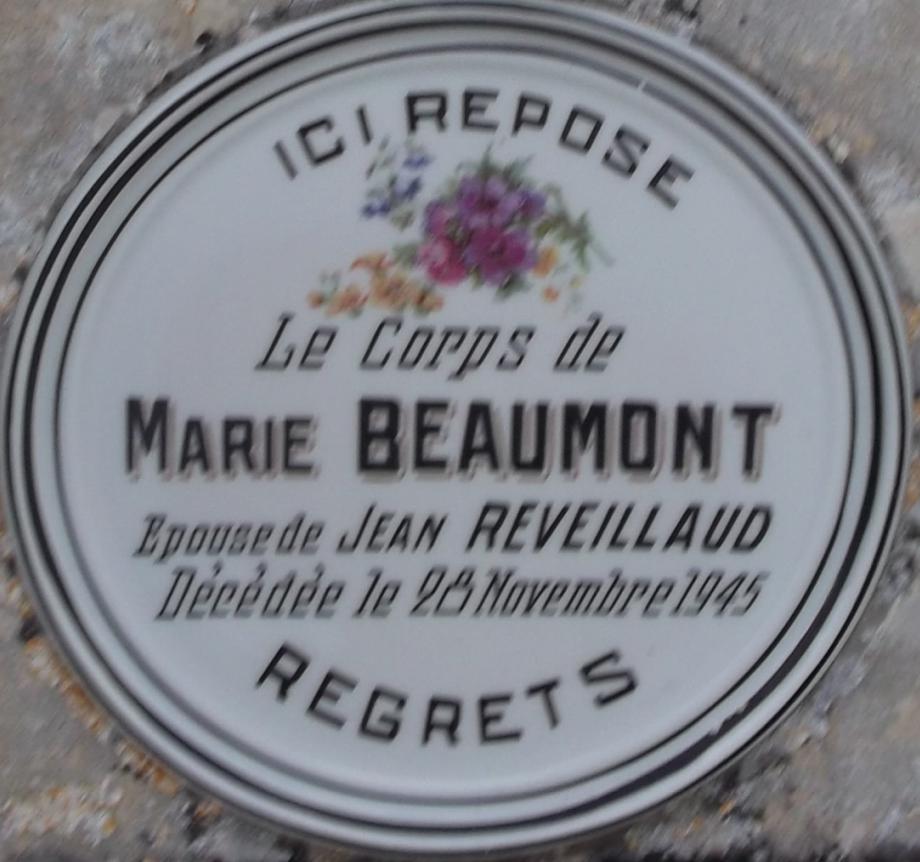 ICI REPOSE
Le Corps de
MARIE BEAUMONT
Epouse de JEAN REVEILLAUD
Décédée le 28 Novembre 1945
REGRETS